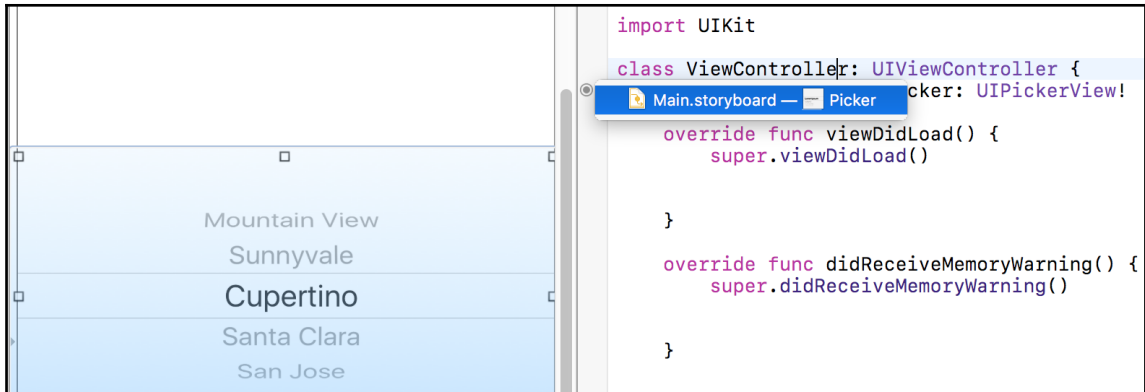 Mountain View
Sunnyvale
Cupertino
Santa Clara
San Jose
import UIKit
class ViewController: UIViewController {
cker: UIPickerView!
Main.storyboard — Picker
override func viewDidLoad() {
super.viewDidLoad()
}
override func didReceiveMemoryWarning() {
super.didReceiveMemoryWarning()
}